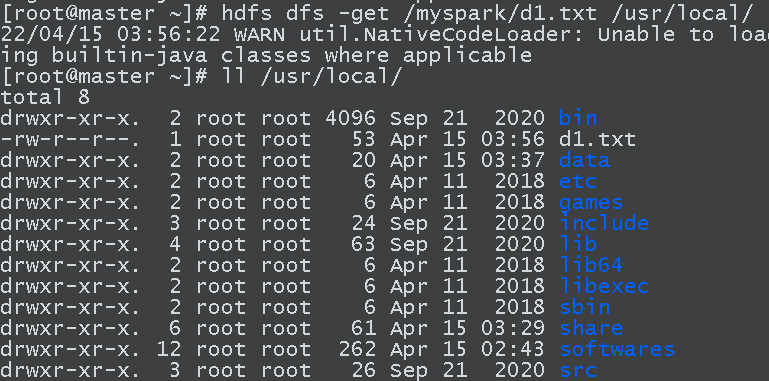 [root@master ~]# hdfs dfs -get /myspark/d1.txt /usr/local/
22/04/15 03:56:22 WARN util.NativeCodeLoader: Unable to loa
ing builtin-java classes where applicable
[root@master ~]# ll /usr/local/
total 8
drwxr-xr-x.  2 root root 4096 Sep 21  2020 bin
-rw-r--r--.  1 root root   53 Apr 15 03:56 d1.txt
drwxr-xr-x.  2 root root   20 Apr 15 03:37 data
drwxr-xr-x.  2 root root    6 Apr 11  2018 etc
drwxr-xr-x.  2 root root    6 Apr 11  2018 games
drwxr-xr-x.  3 root root   24 Sep 21  2020 include
drwxr-xr-x.  4 root root   63 Sep 21  2020 lib
drwxr-xr-x.  2 root root    6 Apr 11  2018 lib64
drwxr-xr-x.  2 root root    6 Apr 11  2018 libexec
drwxr-xr-x.  2 root root    6 Apr 11  2018 sbin
drwxr-xr-x.  6 root root   61 Apr 15 03:29 share
drwxr-xr-x. 12 root root  262 Apr 15 02:43 softwares
drwxr-xr-x.  3 root root   26 Sep 21  2020 src